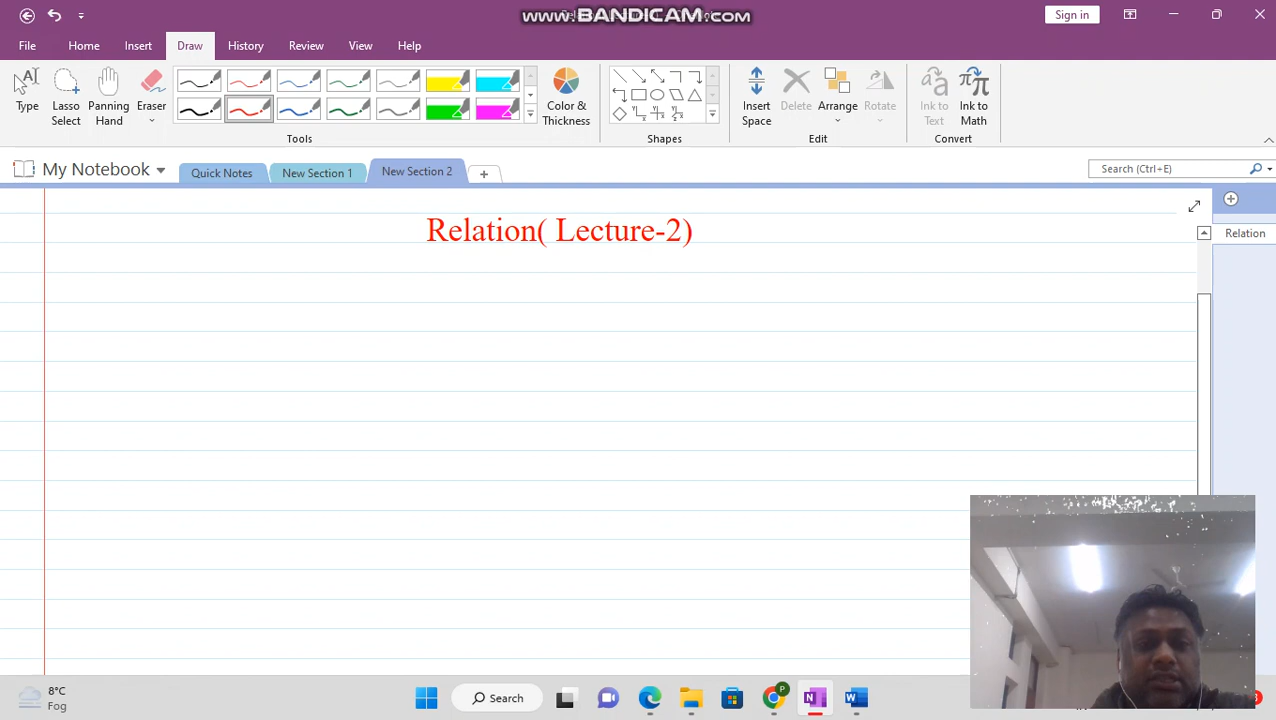 www.BANDICAM.com
Sign in
File
Home
Insert
Draw
History
Review
View
Help
Type
Lasso Select
Panning Hand
Eraser
Color & Thickness
Insert Space
Delete
Arrange
Rotate
Ink to Text
Ink to Math
Tools
Shapes
Edit
Convert
My Notebook
Quick Notes
New Section 1
New Section 2
Search (Ctrl+E)
Relation( Lecture-2)
Relation
8°C
Fog
Search